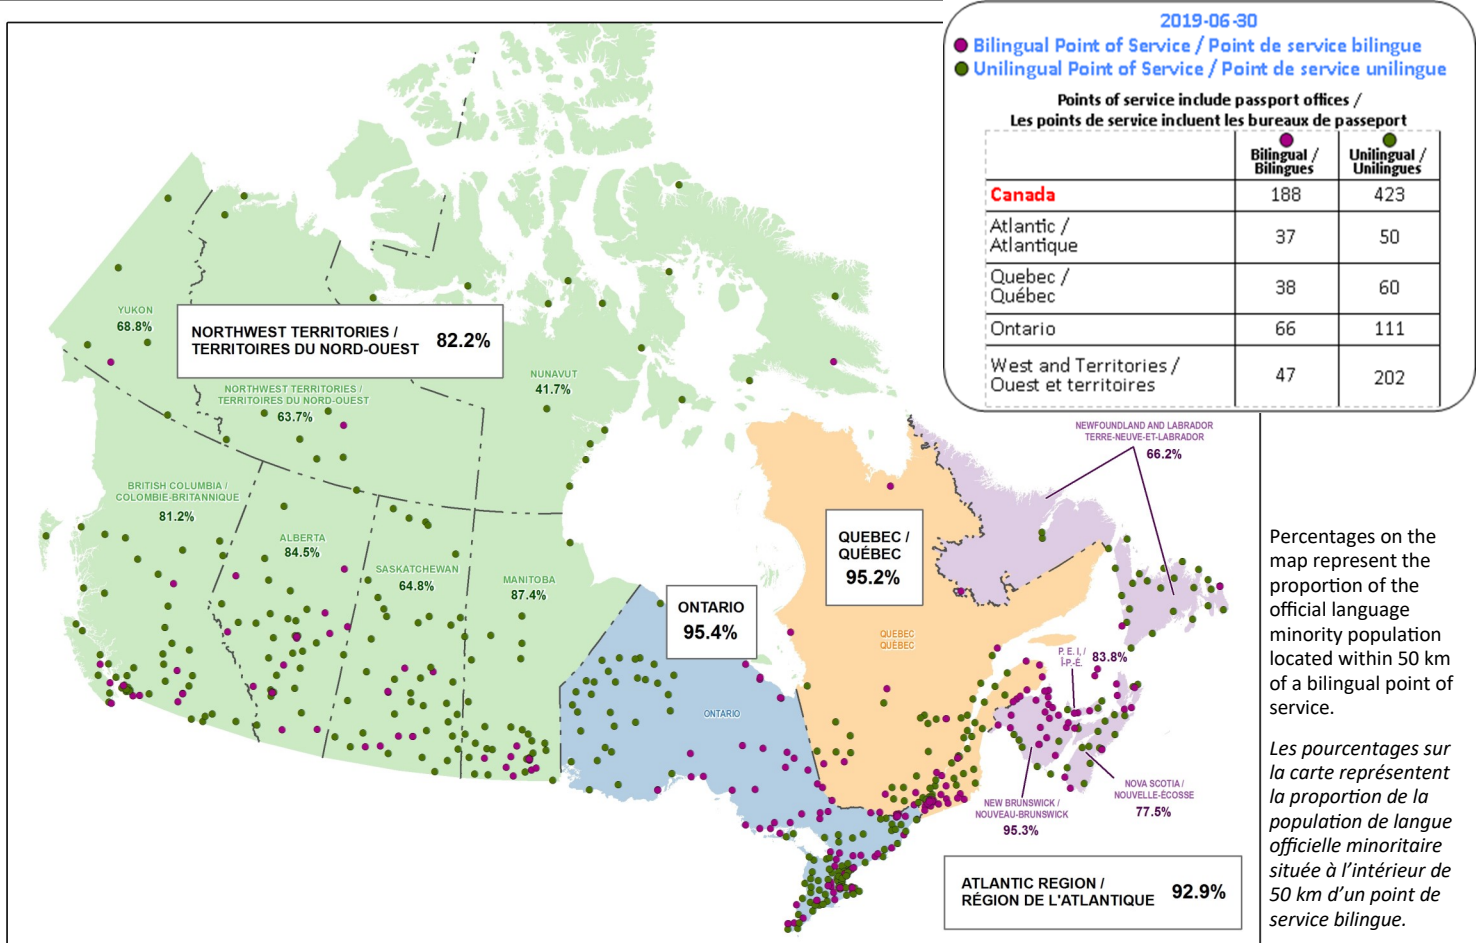 2019-06-30
Bilingual Point of Service / Point de service bilingue
Unilingual Point of Service / Point de service unilingue
Points of service include passport offices /
Les points de service incluent les bureaux de passeport
Bilingual / Bilingues
Unilingual / Unilingues
Canada 188 423
Atlantic / Atlantique 37 50
Quebec / Québec 38 60
Ontario 66 111
West and Territories / Ouest et territoires 47 202
YUKON
68.8%
NORTHWEST TERRITORIES /
TERRITOIRES DU NORD-OUEST 82.2%
NORTHWEST TERRITORIES /
TERRITOIRES DU NORD-OUEST
63.7%
NUNAVUT
41.7%
BRITISH COLUMBIA /
COLOMBIE-BRITANNIQUE
81.2%
ALBERTA
84.5%
SASKATCHEWAN
64.8%
MANITOBA
87.4%
ONTARIO
95.4%
ONTARIO
QUEBEC /
QUÉBEC
95.2%
QUEBEC
QUÉBEC
NEWFOUNDLAND AND LABRADOR
TERRE-NEUVE-ET-LABRADOR
66.2%
P. E. I. /
Î.-P.-É. 83.8%
NEW BRUNSWICK /
NOUVEAU-BRUNSWICK
95.3%
NOVA SCOTIA /
NOUVELLE-ÉCOSSE
77.5%
ATLANTIC REGION /
RÉGION DE L'ATLANTIQUE 92.9%
Percentages on the
map represent the
proportion of the
official language
minority population
located within 50 km
of a bilingual point of
service.
Les pourcentages sur
la carte représentent
la proportion de la
population de langue
officielle minoritaire
située à l'intérieur de
50 km d'un point de
service bilingue.